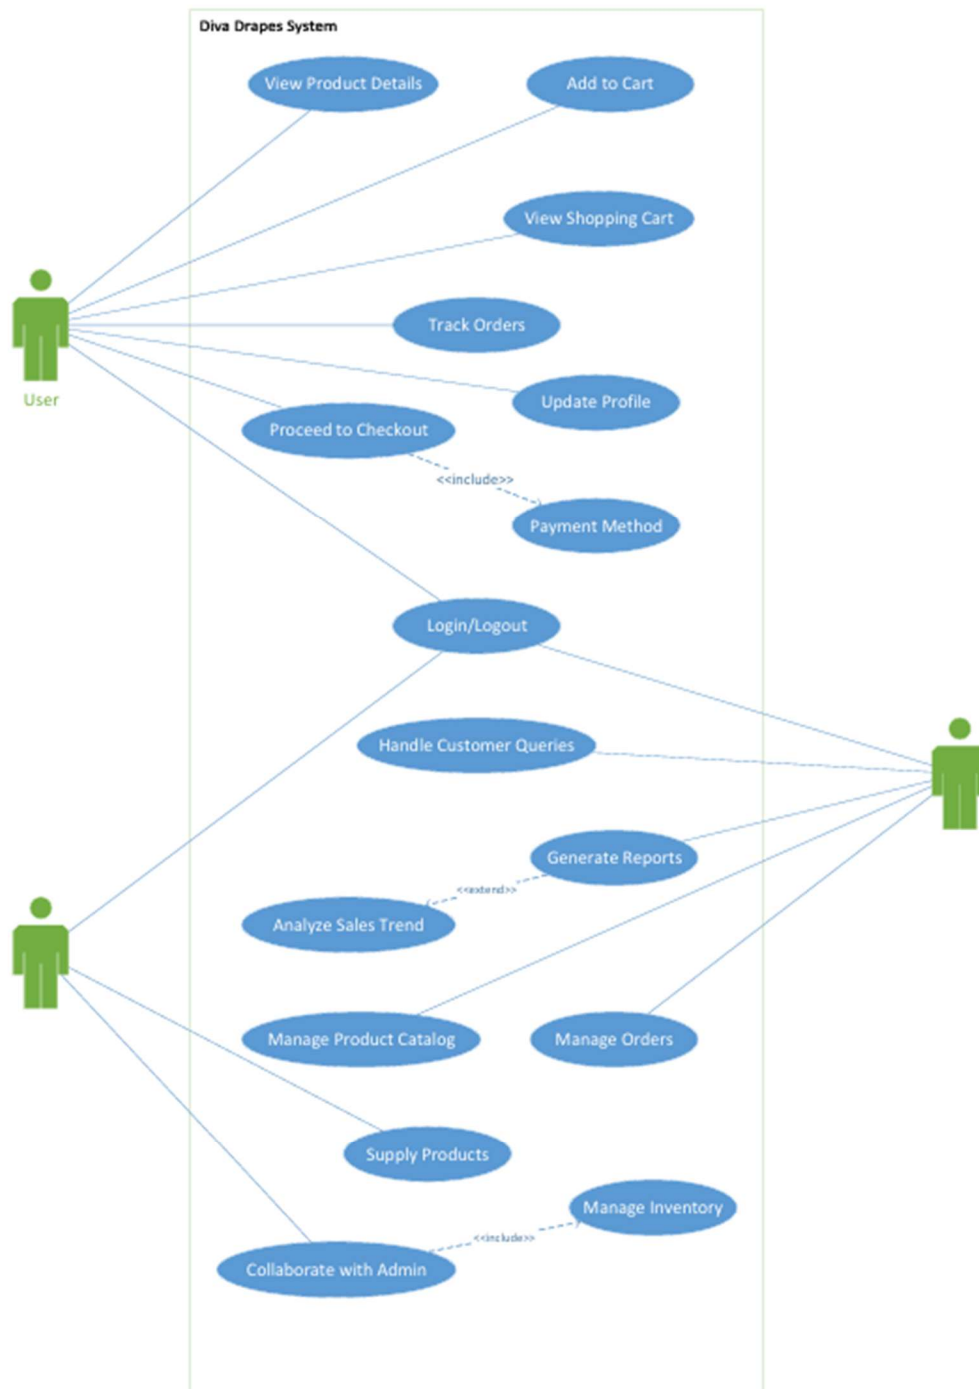 Diva Drapes System
View Product Details
Add to Cart
View Shopping Cart
Track Orders
User
Update Profile
Proceed to Checkout
<<include>>
Payment Method
Login/Logout
Handle Customer Queries
Generate Reports
<<extend>>
Analyze Sales Trend
Manage Product Catalog
Manage Orders
Supply Products
Manage Inventory
<<include>>
Collaborate with Admin